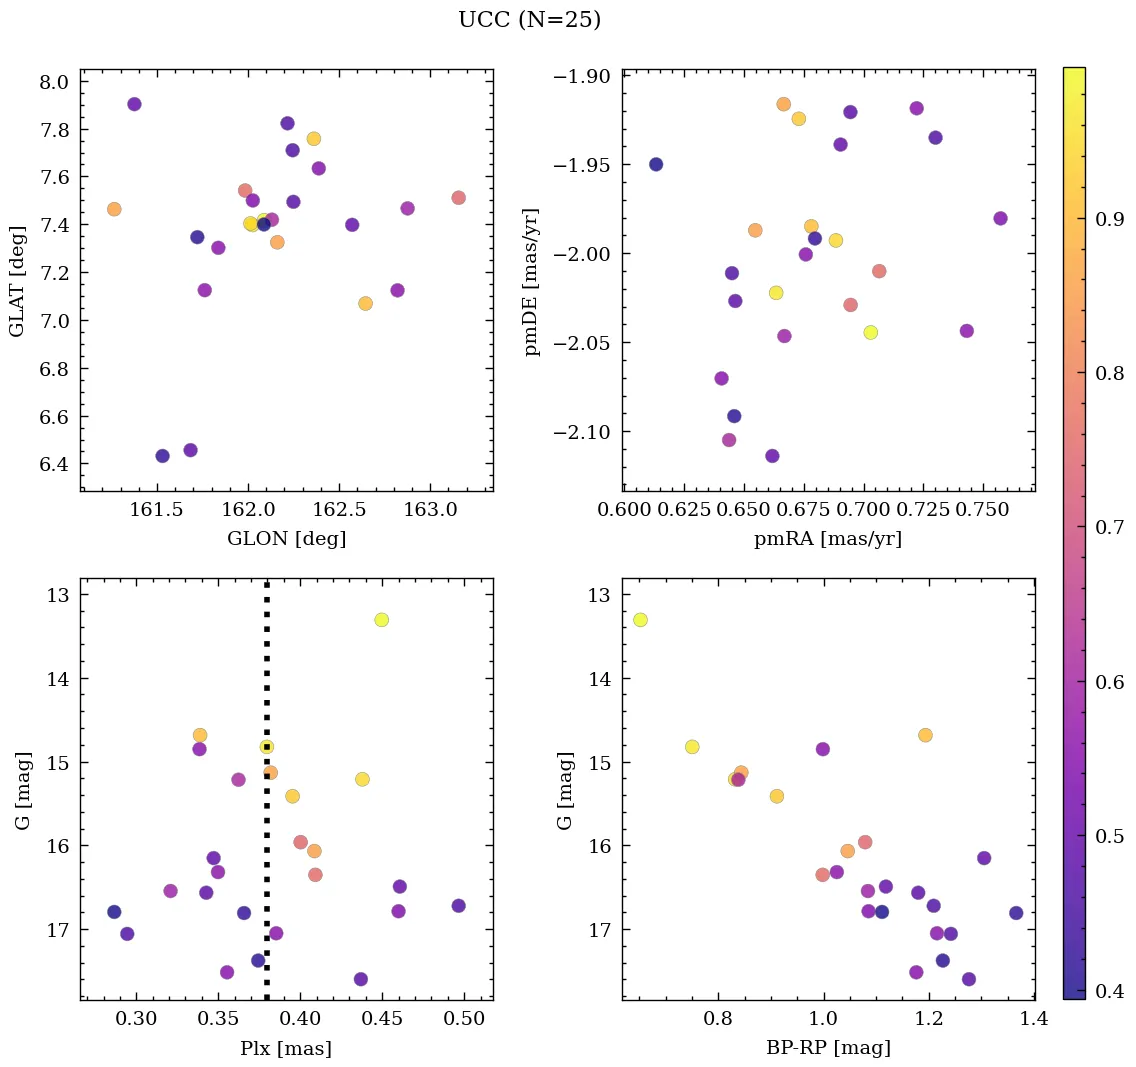 UCC (N=25)
8.0
7.8
7.6
7.4
7.2
7.0
6.8
6.6
6.4
GLAT [deg]
161.5 162.0 162.5 163.0
GLON [deg]
−1.90
−1.95
−2.00
−2.05
−2.10
pmDE [mas/yr]
0.600 0.625 0.650 0.675 0.700 0.725 0.750
pmRA [mas/yr]
13
14
15
16
17
G [mag]
0.30 0.35 0.40 0.45 0.50
Plx [mas]
13
14
15
16
17
G [mag]
0.8 1.0 1.2 1.4
BP-RP [mag]
0.9
0.8
0.7
0.6
0.5
0.4